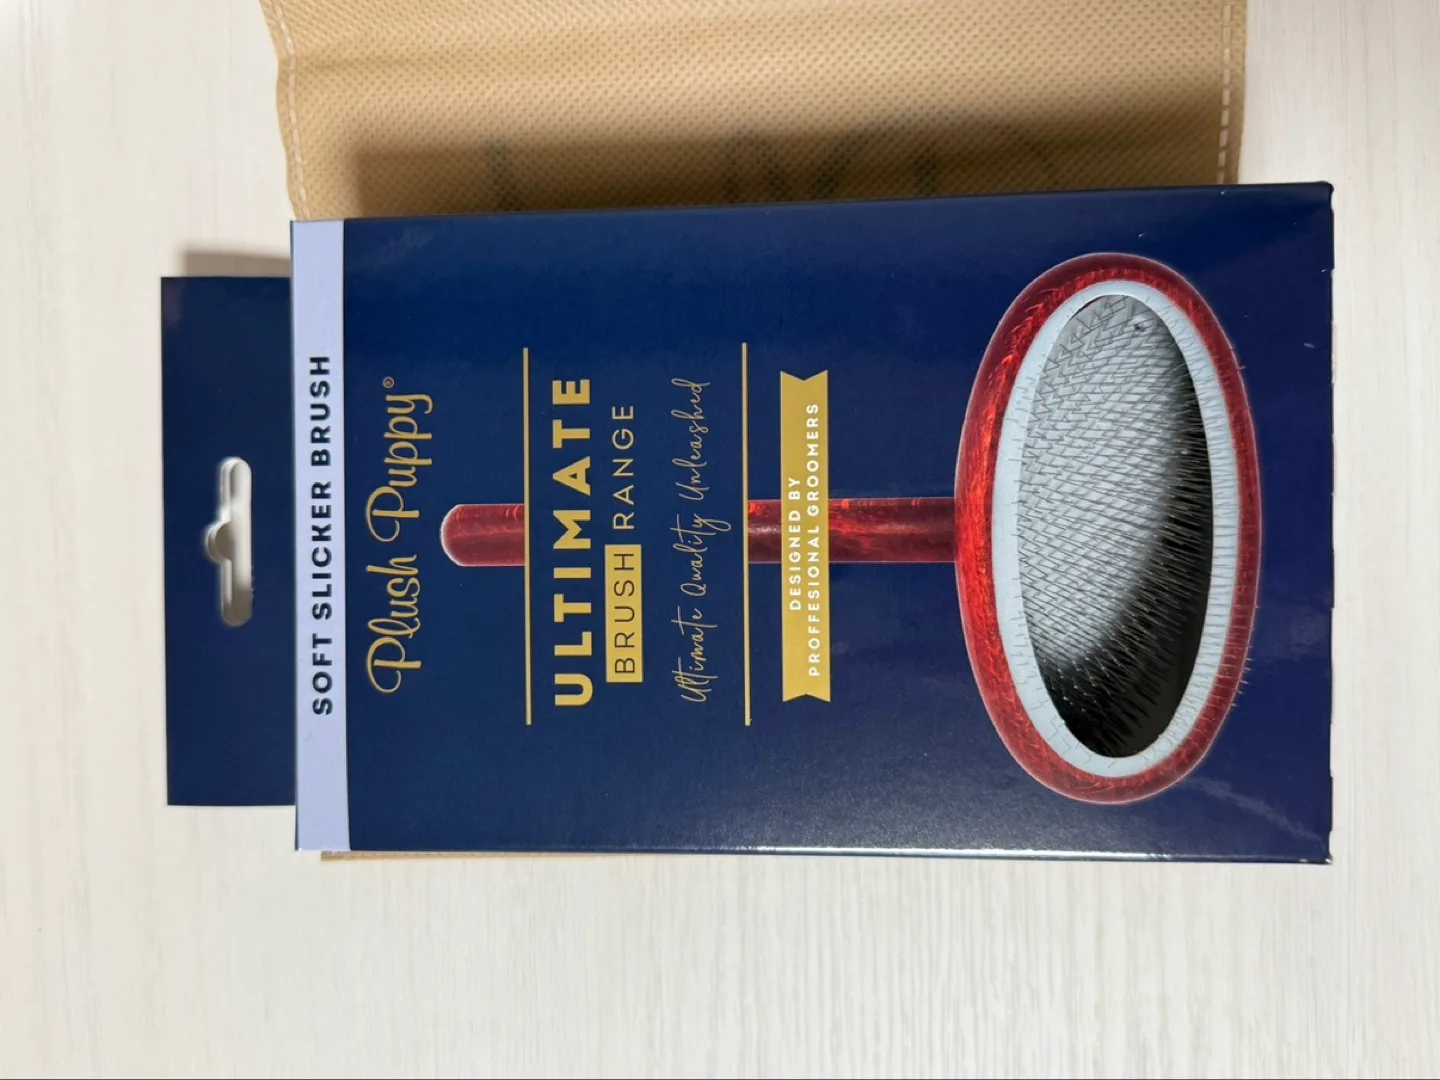 SOFT SLICKER BRUSH
Plush Puppy®
ULTIMATE
BRUSH RANGE
Ultimate Quality Unleashed
DESIGNED BY
PROFFESIONAL GROOMERS